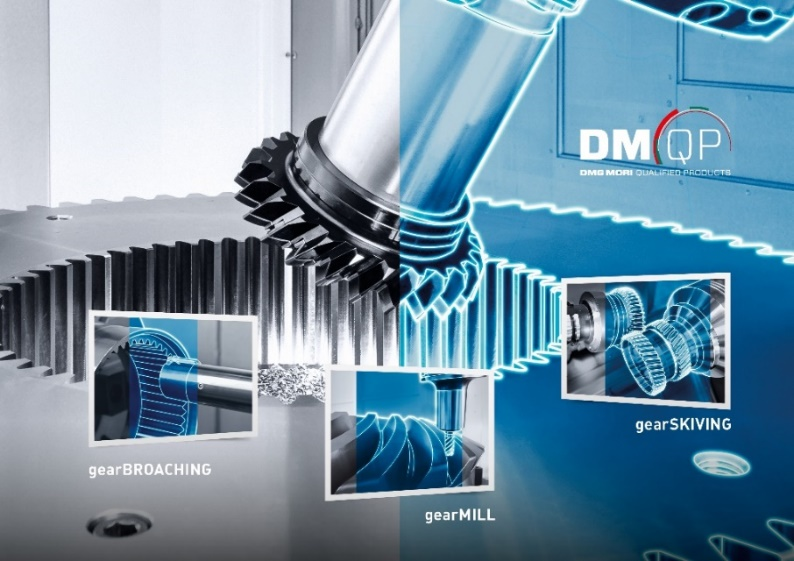 DMQP
DMG MORI QUALIFIED PRODUCTS
gearSKIVING
gearBROACHING
gearMILL